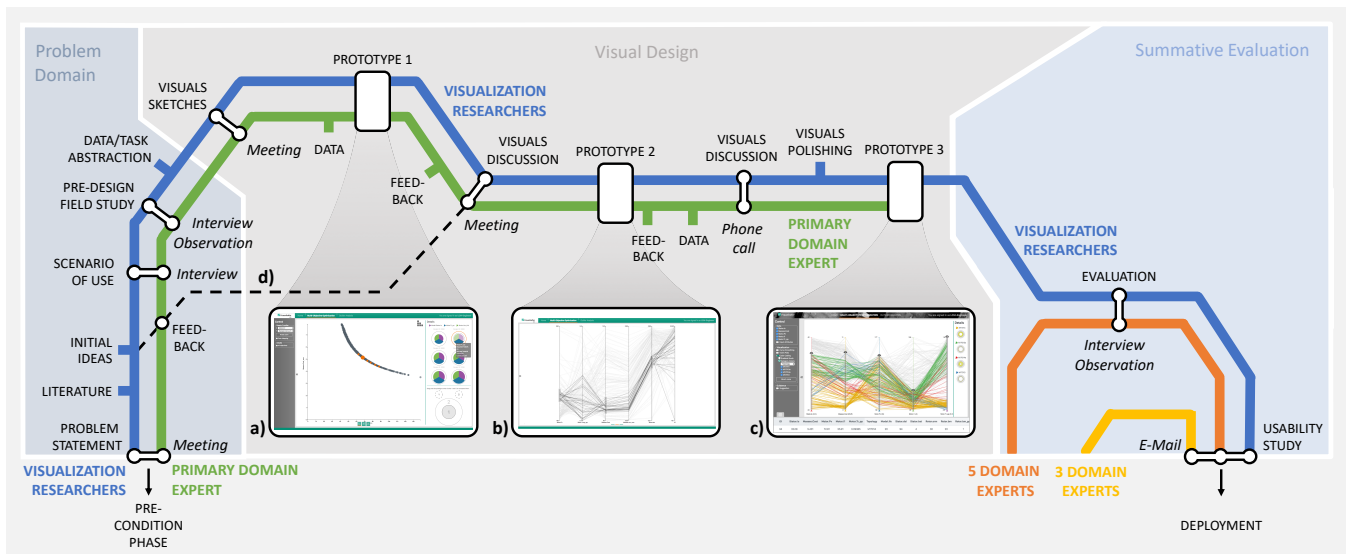 Problem
Domain
Visual Design
Summative Evaluation
PROTOTYPE 1
VISUALS
SKETCHES
VISUALIZATION
RESEARCHERS
DATA/TASK
ABSTRACTION
Meeting
DATA
VISUALS
DISCUSSION
PROTOTYPE 2
VISUALS
DISCUSSION
VISUALS
POLISHING
PROTOTYPE 3
PRE-DESIGN
FIELD STUDY
FEED-
BACK
Interview
Observation
Meeting
FEED-
BACK
DATA
Phone
call
PRIMARY
DOMAIN
EXPERT
VISUALIZATION
RESEARCHERS
SCENARIO
OF USE
Interview
d)
EVALUATION
FEED-
BACK
INITIAL
IDEAS
Interview
Observation
LITERATURE
a)
b)
c)
PROBLEM
STATEMENT
Meeting
E-Mail
USABILITY
STUDY
VISUALIZATION
RESEARCHERS
PRIMARY DOMAIN
EXPERT
5 DOMAIN
EXPERTS
3 DOMAIN
EXPERTS
PRE-
CONDITION
PHASE
DEPLOYMENT